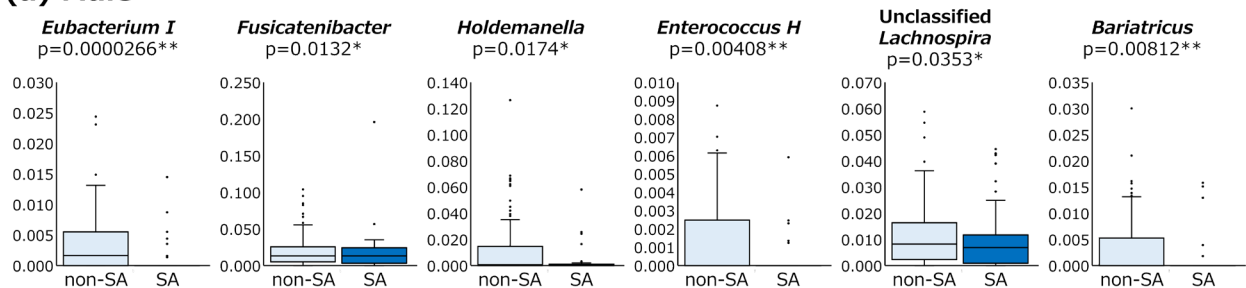 Eubacterium I
p=0.0000266**
0.030
0.025
0.020
0.015
0.010
0.005
0.000
non-SA SA
Fusicatenibacter
p=0.0132*
0.250
0.200
0.150
0.100
0.050
0.000
non-SA SA
Holdemanella
p=0.0174*
0.140
0.120
0.100
0.080
0.060
0.040
0.020
0.000
non-SA SA
Enterococcus H
p=0.00408**
0.010
0.009
0.008
0.007
0.006
0.005
0.004
0.003
0.002
0.001
0.000
non-SA SA
Unclassified
Lachnospira
p=0.0353*
0.070
0.060
0.050
0.040
0.030
0.020
0.010
0.000
non-SA SA
Bariatricus
p=0.00812**
0.035
0.030
0.025
0.020
0.015
0.010
0.005
0.000
non-SA SA